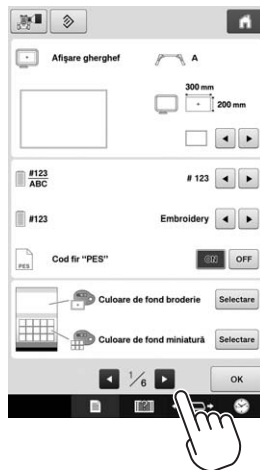 Afișare gherghef
A
300 mm
200 mm
#123
ABC
# 123
#123
Embroidery
PES
Cod fir "PES"
ON OFF
Culoare de fond broderie
Selectare
Culoare de fond miniatură
Selectare
1/6
OK